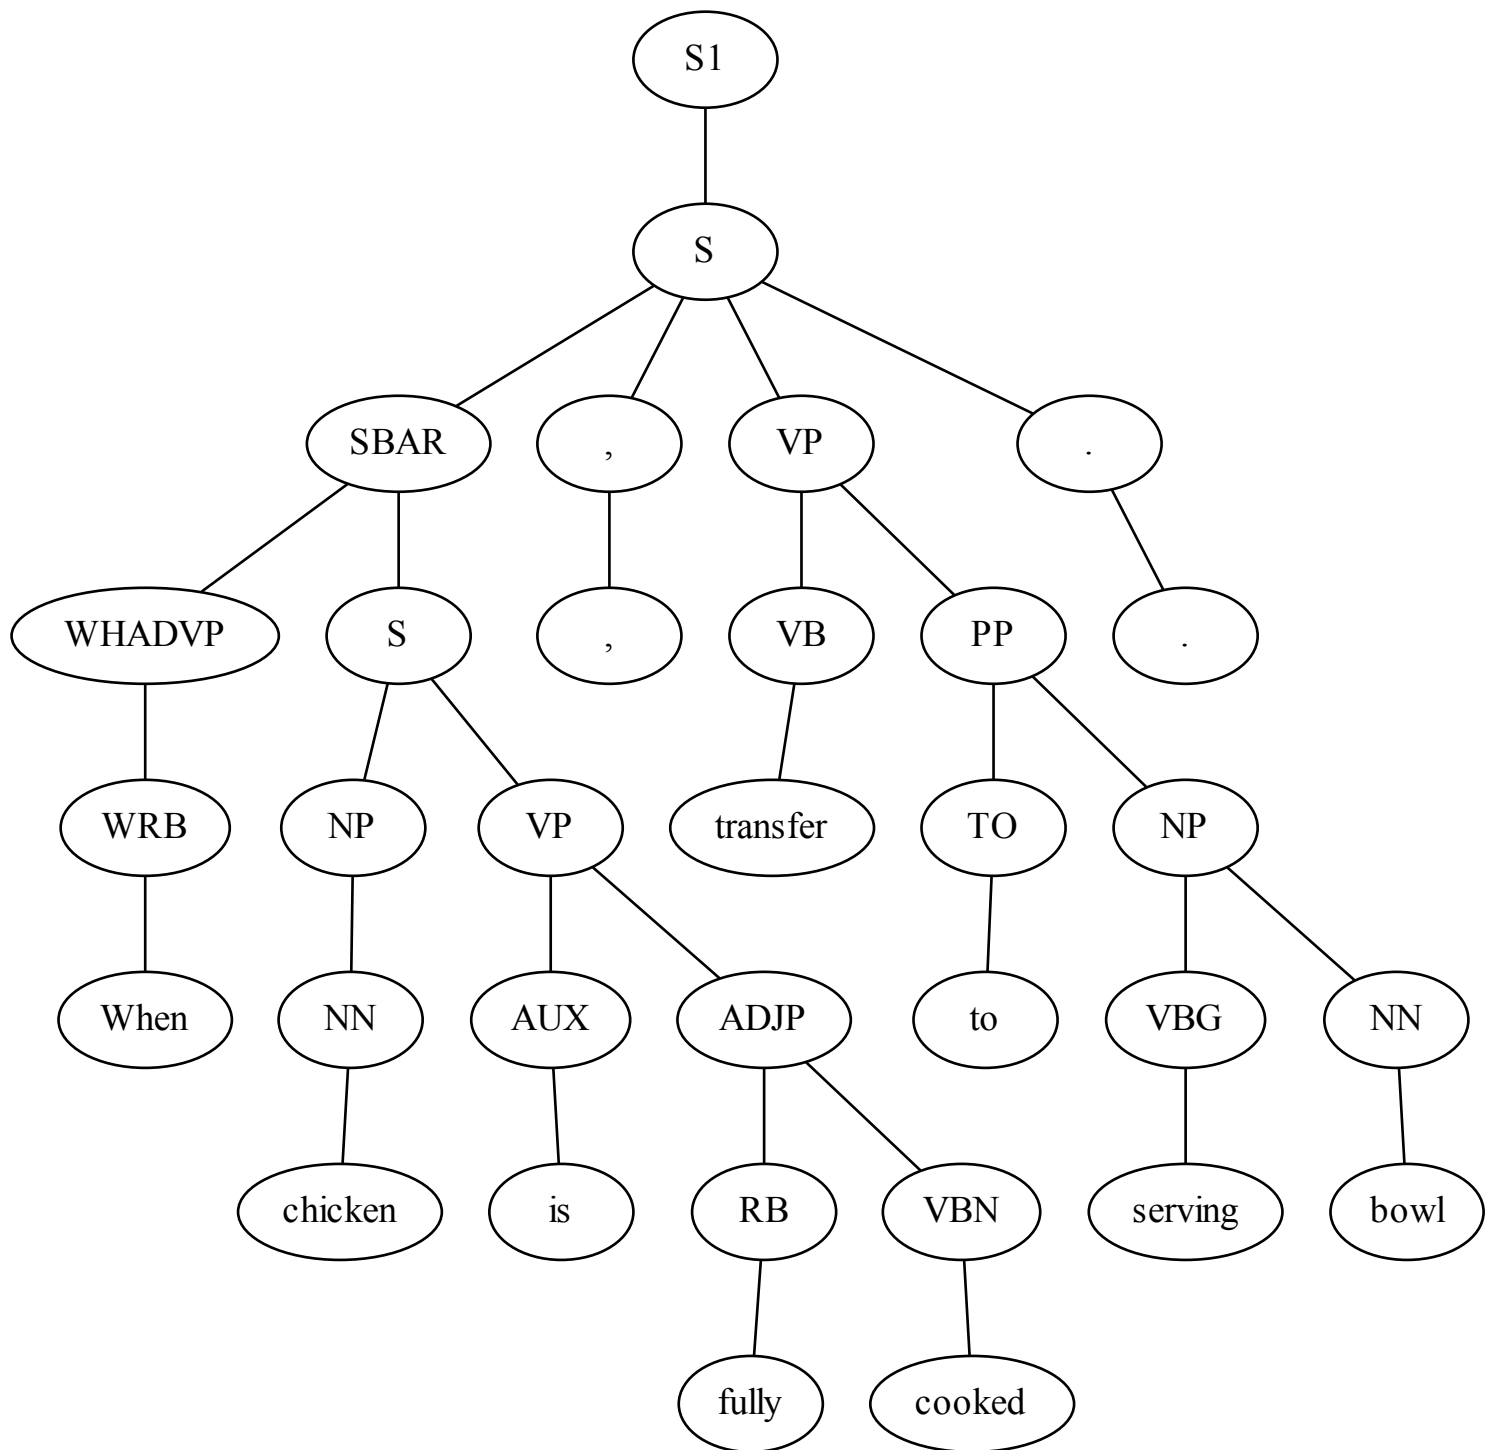 S1
S
SBAR , VP .
WHADVP S , VB PP .
WRB NP VP transfer TO NP
When NN AUX ADJP to VBG NN
chicken is RB VBN serving bowl
fully cooked